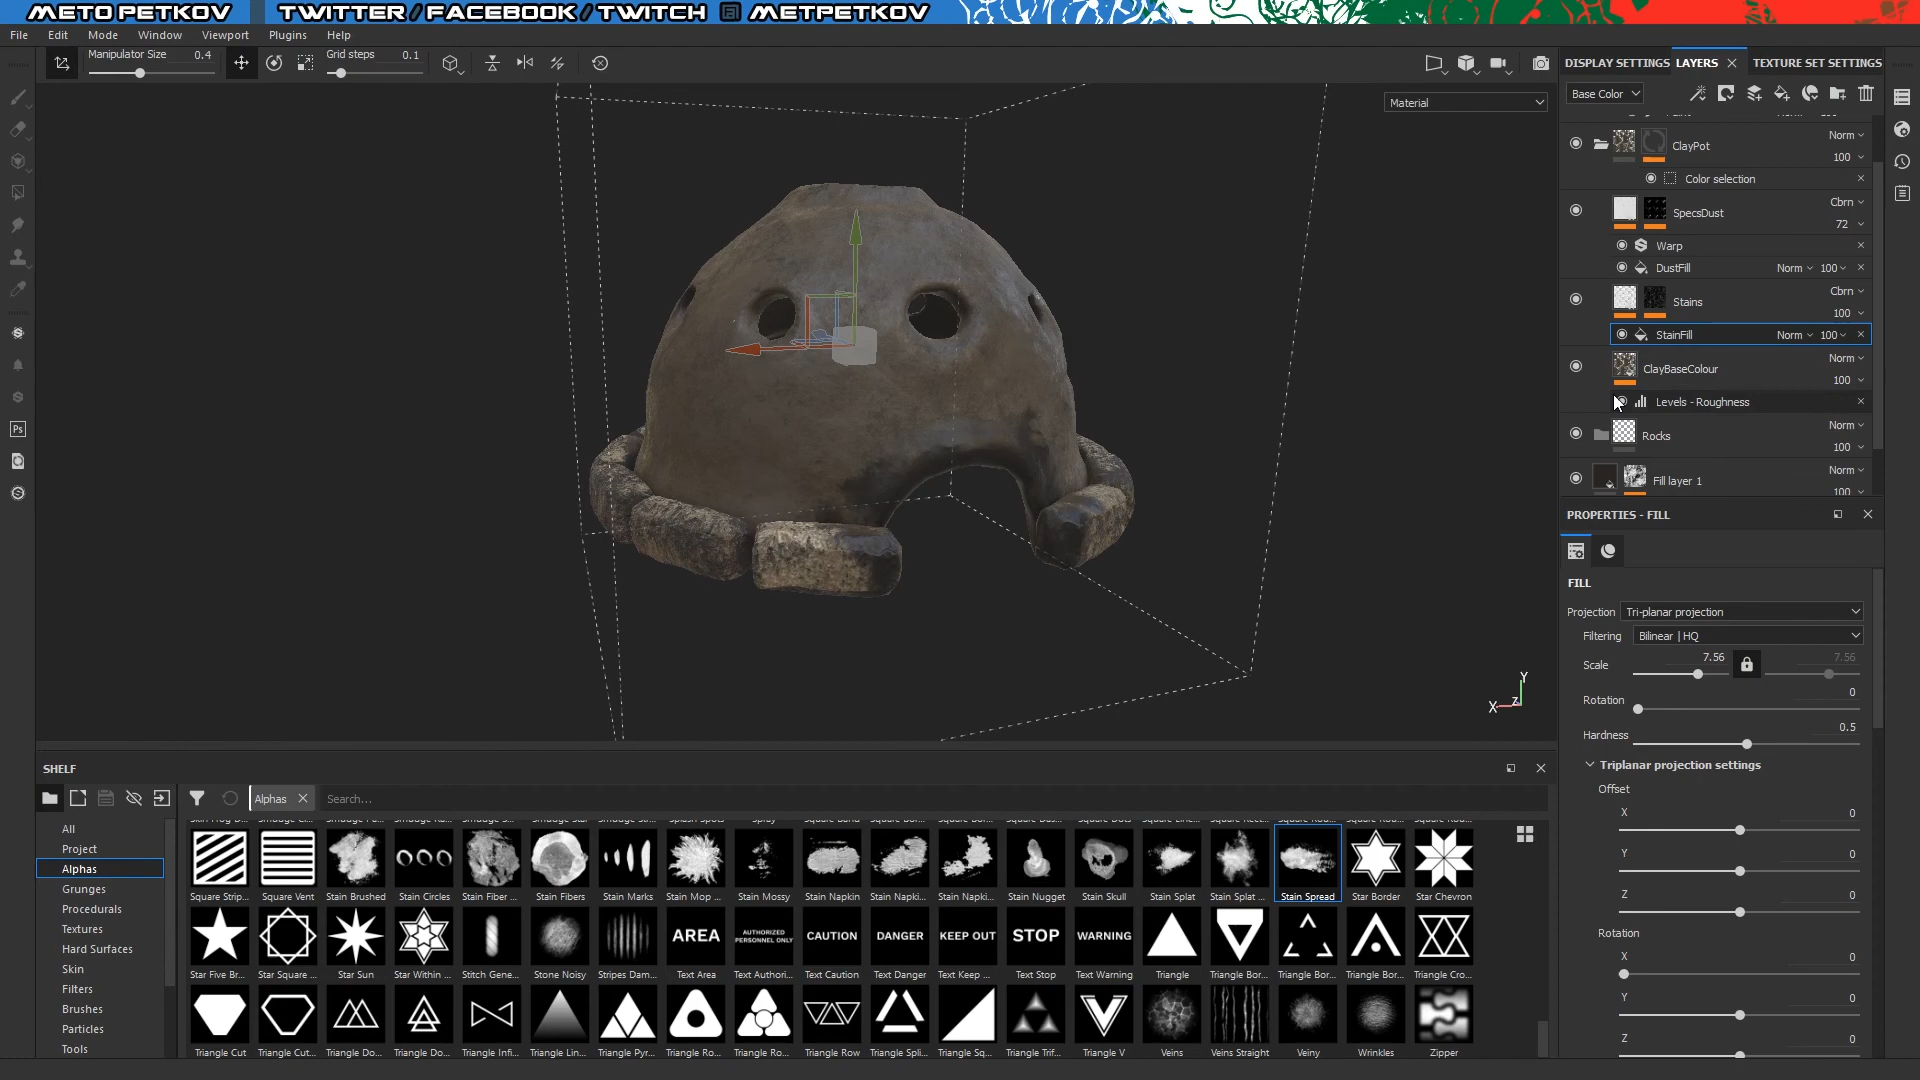 METO PETKOV TWITTER / FACEBOOK / TWITCH @ METPETKOV
File Edit Mode Window Viewport Plugins Help
Manipulator Size 0.4 Grid steps 0.1
Material
DISPLAY SETTINGS LAYERS TEXTURE SET SETTINGS
Base Color
ClayPot Norm 100
Color selection
SpecsDust Cbrn 72
Warp
DustFill Norm 100
Stains Cbrn 100
StainFill Norm 100
ClayBaseColour Norm 100
Levels - Roughness
Rocks Norm 100
Fill layer 1 Norm 100
PROPERTIES - FILL
FILL
Projection Tri-planar projection
Filtering Bilinear | HQ
Scale 7.56 7.56
Rotation 0
Hardness 0.5
Triplanar projection settings
Offset
X 0
Y 0
Z 0
Rotation
X 0
Y 0
Z 0
Y
X Z
SHELF
Alphas Search...
All
Project
Alphas
Grunges
Procedurals
Textures
Hard Surfaces
Skin
Filters
Brushes
Particles
Tools
Square Strip... Square Vent Stain Brushed Stain Circles Stain Fiber ... Stain Fibers Stain Marks Stain Mop ... Stain Mossy Stain Napkin Stain Napki... Stain Napki... Stain Nugget Stain Skull Stain Splat Stain Splat ... Stain Spread Star Border Star Chevron
AREA AUTHORIZED PERSONNEL ONLY CAUTION DANGER KEEP OUT STOP WARNING
Star Five Br... Star Square ... Star Sun Star Within ... Stitch Gene... Stone Noisy Stripes Dam... Text Area Text Authori... Text Caution Text Danger Text Keep ... Text Stop Text Warning Triangle Triangle Bor... Triangle Bor... Triangle Bor... Triangle Cro...
Triangle Cut Triangle Cut... Triangle Do... Triangle Do... Triangle Infi... Triangle Lin... Triangle Pyr... Triangle Ro... Triangle Ro... Triangle Row Triangle Spli... Triangle Sq... Triangle Trif... Triangle V Veins Veins Straight Veiny Wrinkles Zipper